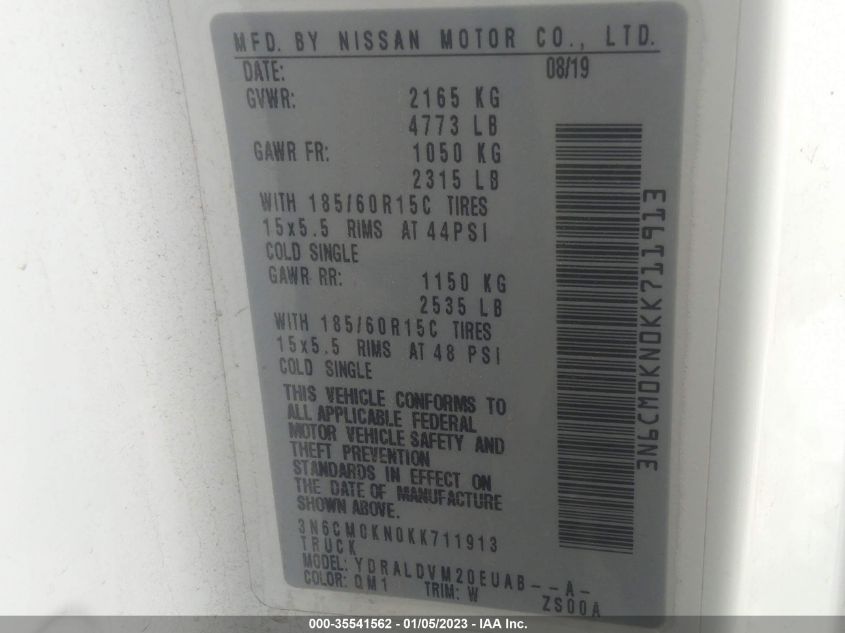 MFD. BY NISSAN MOTOR CO., LTD.
DATE: 08/19
GVWR: 2165 KG
4773 LB
GAWR FR: 1050 KG
2315 LB
WITH 185/60R15C TIRES
15x5.5 RIMS AT 44PSI
COLD SINGLE
GAWR RR: 1150 KG
2535 LB
WITH 185/60R15C TIRES
15x5.5 RIMS AT 48 PSI
COLD SINGLE
THIS VEHICLE CONFORMS TO
ALL APPLICABLE FEDERAL
MOTOR VEHICLE SAFETY AND
THEFT PREVENTION
STANDARDS IN EFFECT ON
THE DATE OF MANUFACTURE
SHOWN ABOVE.
3N6CM0KN0KK711913
TRUCK
MODEL: YDRALDVM20EUAB--A-
COLOR: QM1 TRIM: W ZS00A
3N6CM0KN0KK711913
000-35541562 - 01/05/2023 - IAA Inc.